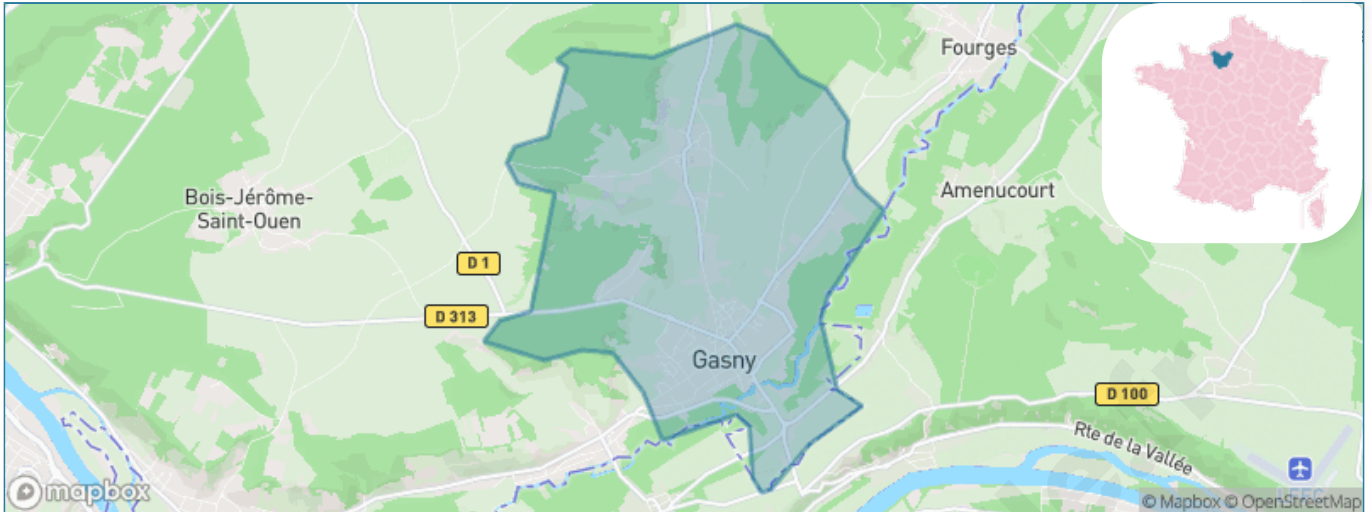 Fourges
Bois-Jérôme-
Saint-Ouen
Amenucourt
D 1
D 313
Gasny
D 100
Rte de la Vallée
mapbox
© Mapbox © OpenStreetMap